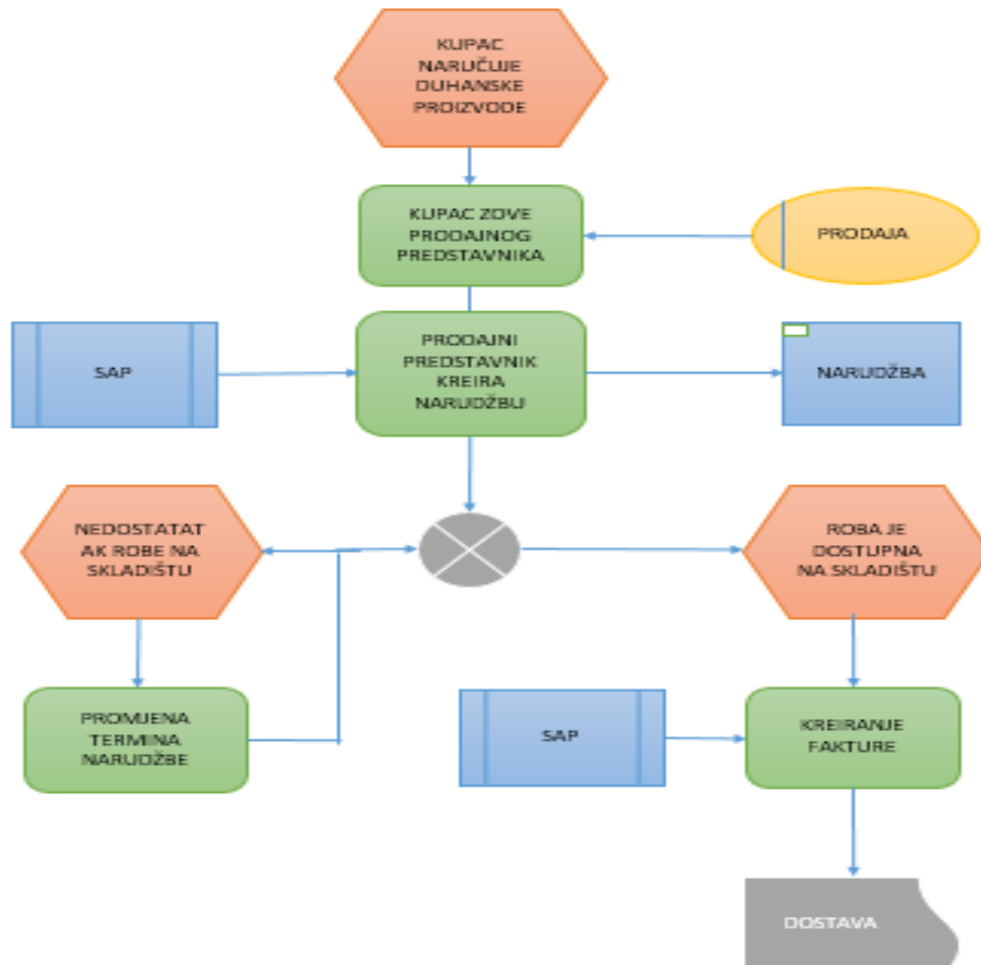 KUPAC
NARUČUJE
DUHANSKE
PROIZVODE
KUPAC ZOVE
PRODAJNOG
PREDSTAVNIKA
PRODAJA
SAP
PRODAJNI
PREDSTAVNIK
KREIRA
NARUDŽBU
NARUDŽBA
NEDOSTATAT
AK ROBE NA
SKLADIŠTU
ROBA JE
DOSTUPNA
NA SKLADIŠTU
PROMJENA
TERMINA
NARUDŽBE
SAP
KREIRANJE
FAKTURE
DOSTAVA